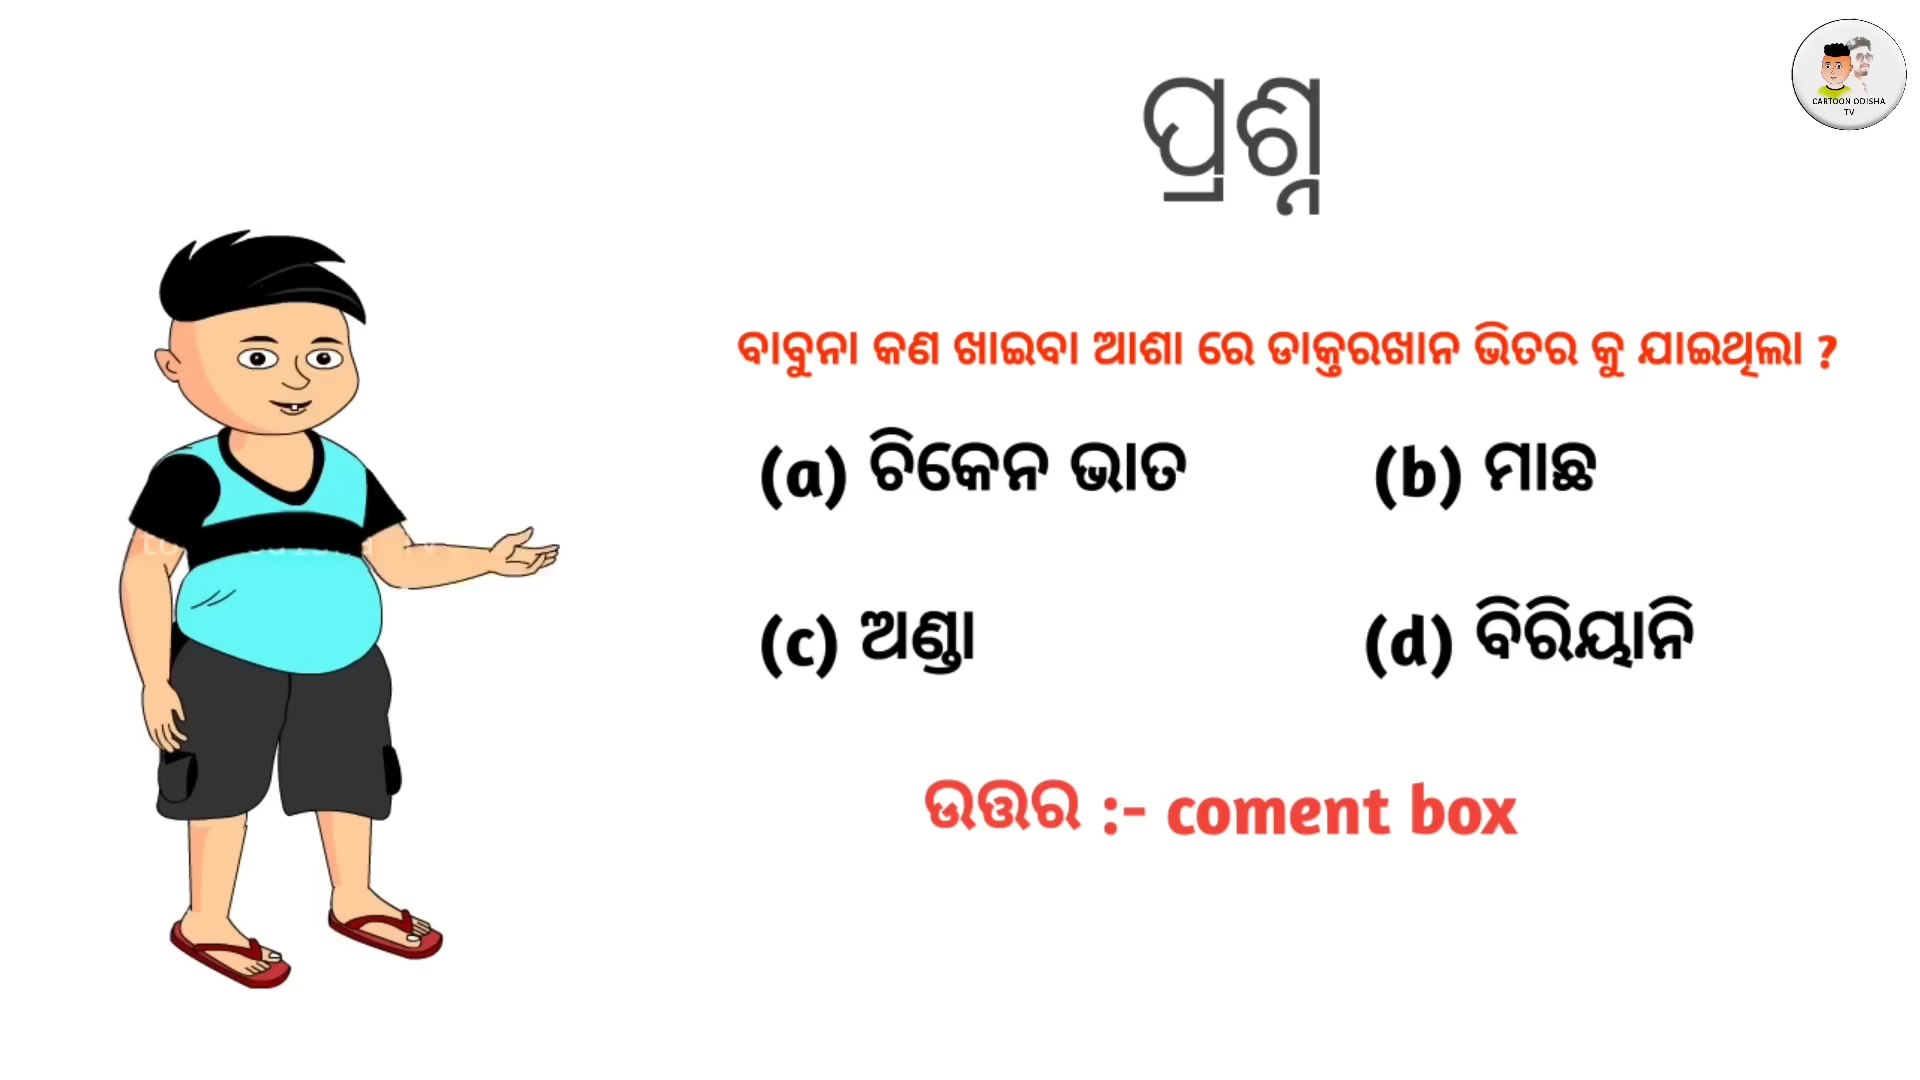 CARTOON ODISHA
TV
ପ୍ରଶ୍ନ
ବାବୁନା କଣ ଖାଇବା ଆଶା ରେ ଡାକ୍ତରଖାନ ଭିତର କୁ ଯାଇଥିଲା ?
(a) ଚିକେନ ଭାତ (b) ମାଛ
(c) ଅଣ୍ଡା (d) ବିରିୟାନି
ଉତ୍ତର :- coment box